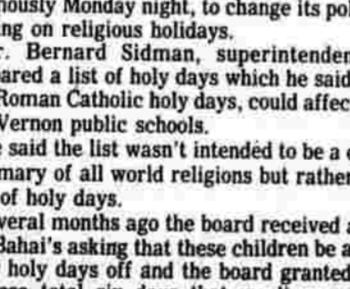 nously Monday night, to change its pol
ng on religious holidays.
r. Bernard Sidman, superintenden
ared a list of holy days which he said
Roman Catholic holy days, could affec
Vernon public schools.
e said the list wasn't intended to be a c
mary of all world religions but rather
of holy days.
veral months ago the board received a
Bahai's asking that these children be a
holy days off and the board granted